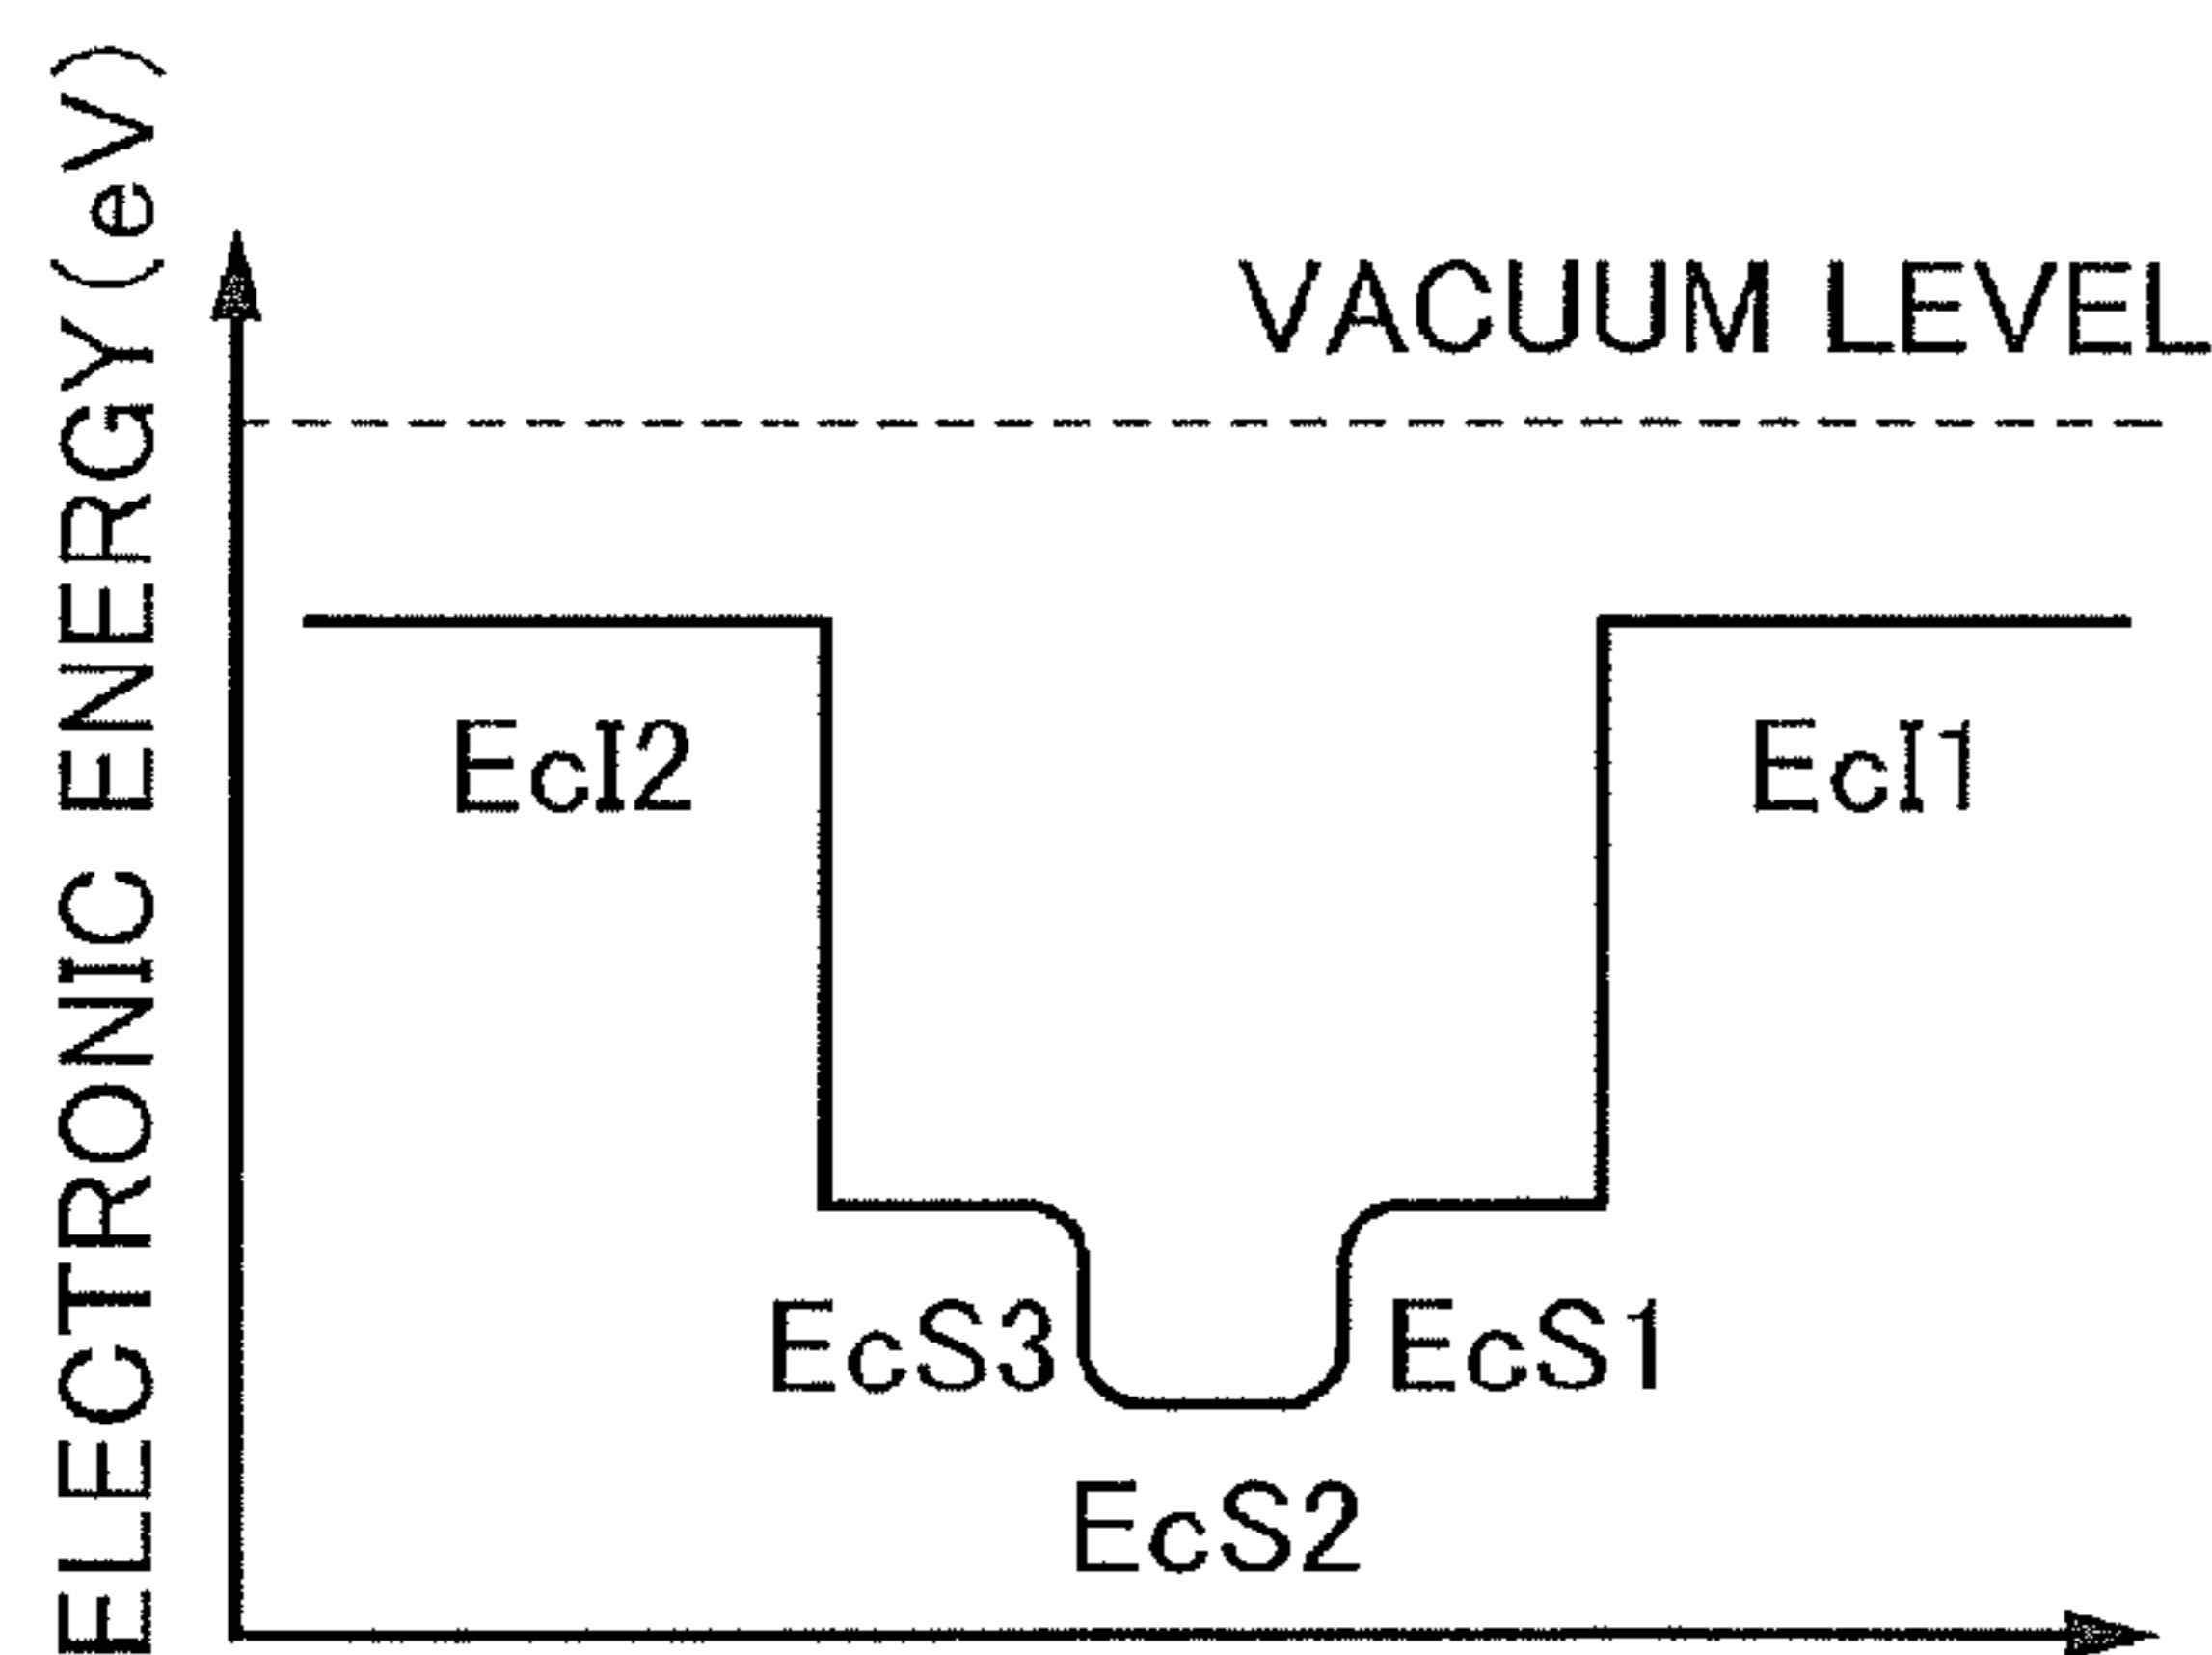 ELECTRONIC ENERGY(eV)
VACUUM LEVEL
EcI2
EcI1
EcS3
EcS1
EcS2